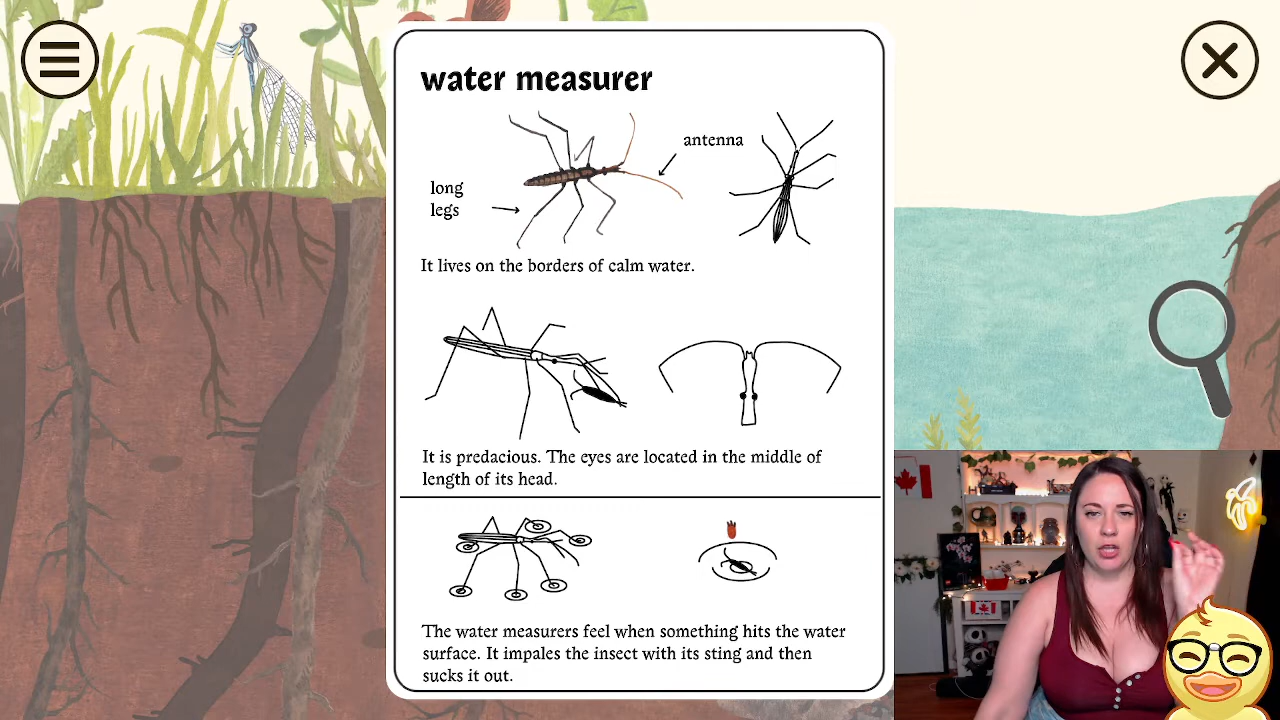 water measurer
antenna
long
legs
It lives on the borders of calm water.
It is predacious. The eyes are located in the middle of
length of its head.
The water measurers feel when something hits the water
surface. It impales the insect with its sting and then
sucks it out.